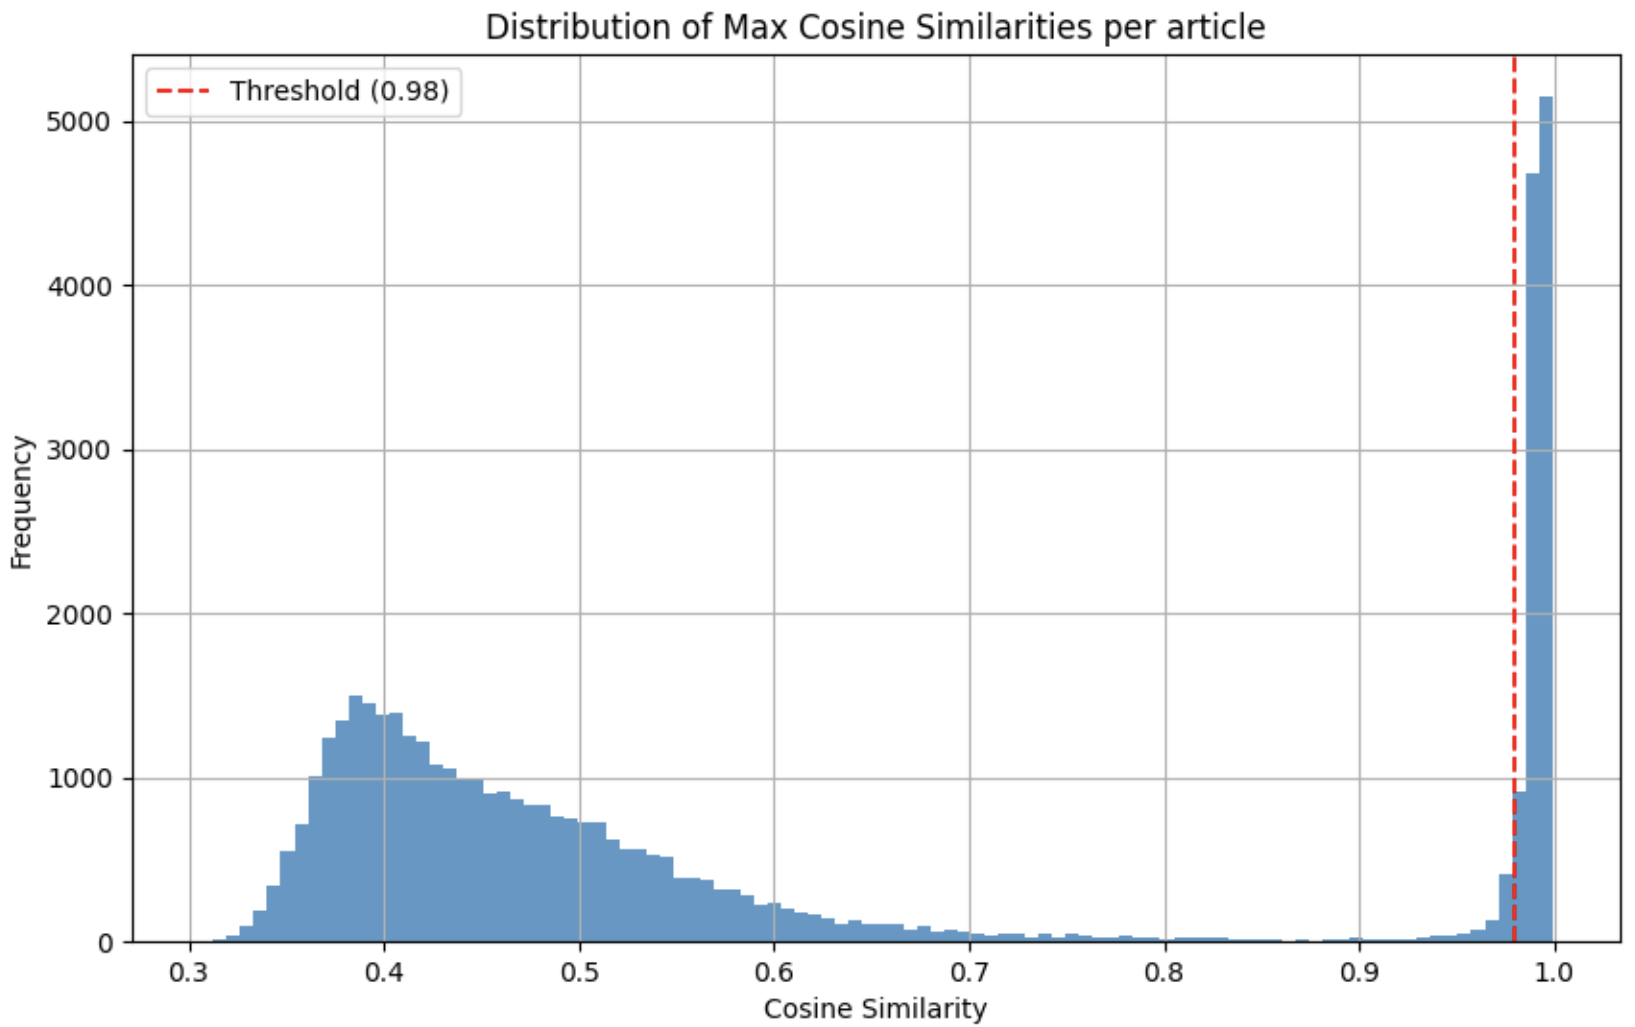 Distribution of Max Cosine Similarities per article
Threshold (0.98)
5000
4000
3000
2000
1000
0
Frequency
0.3 0.4 0.5 0.6 0.7 0.8 0.9 1.0
Cosine Similarity